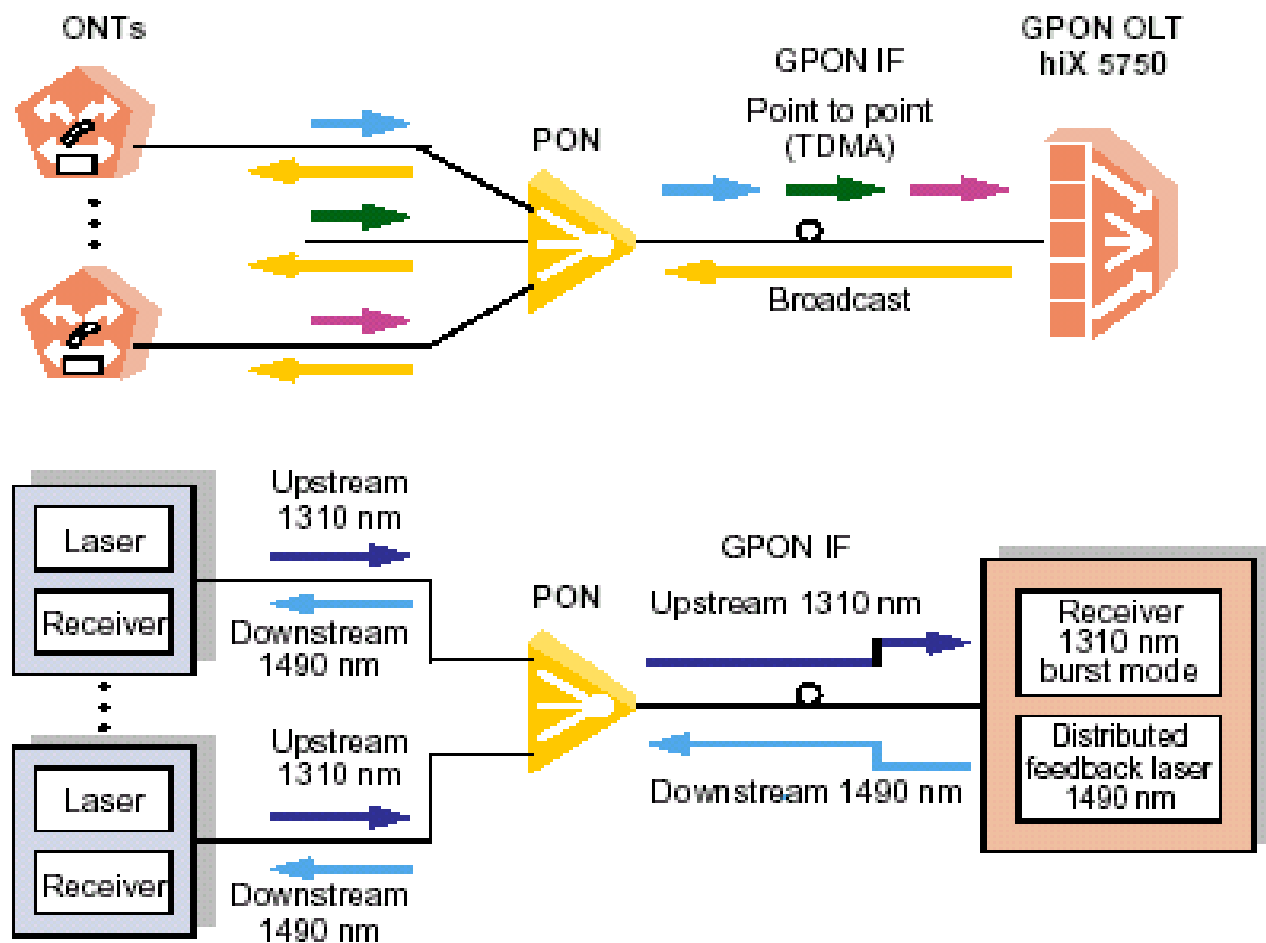 ONTs
GPON OLT
hiX 5750
GPON IF
Point to point
(TDMA)
PON
Broadcast
Upstream
1310 nm
Laser
Receiver
Downstream
1490 nm
GPON IF
PON
Upstream 1310 nm
Receiver
1310 nm
burst mode
Upstream
1310 nm
Distributed
feedback laser
1490 nm
Downstream 1490 nm
Laser
Receiver
Downstream
1490 nm